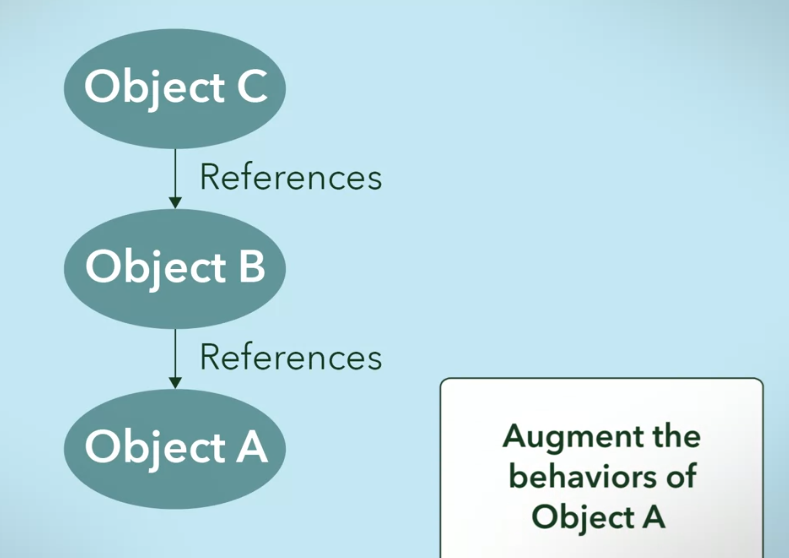 Object C
References
Object B
References
Object A
Augment the
behaviors of
Object A